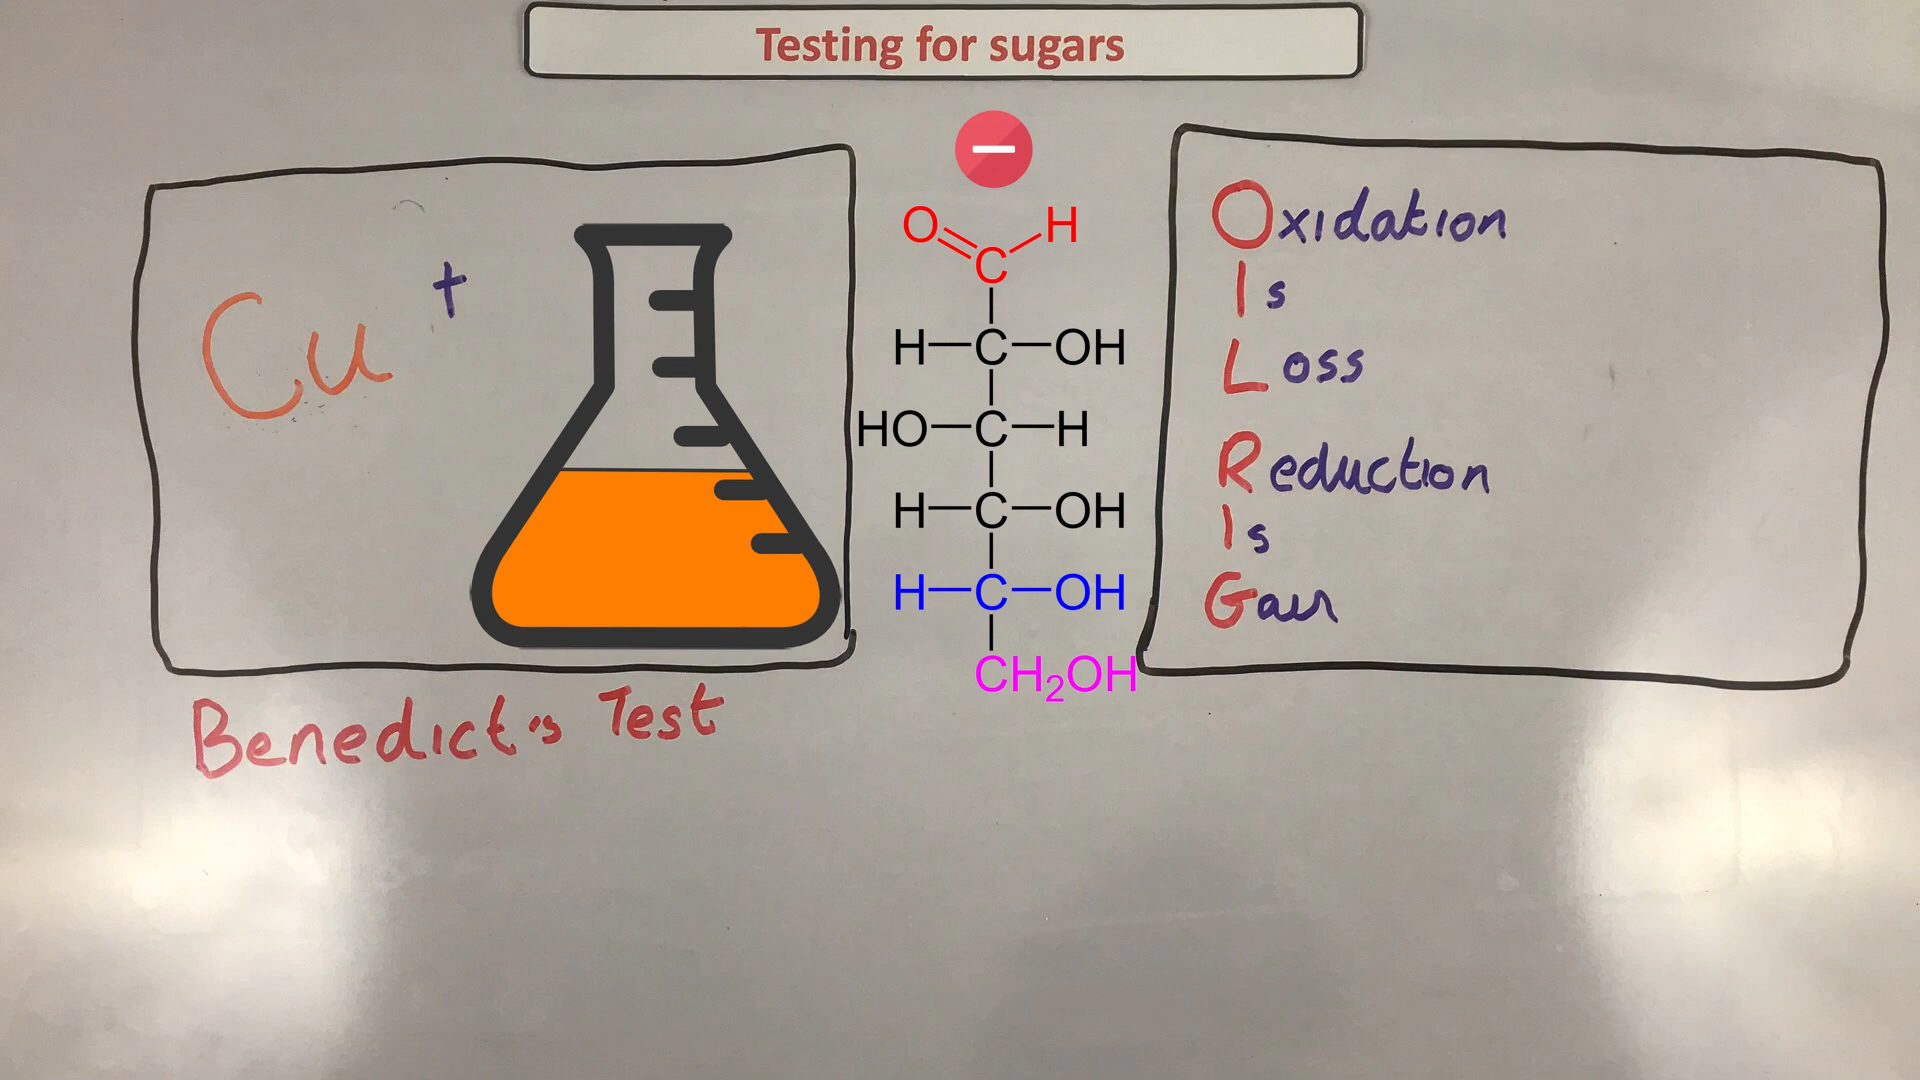 Testing for sugars
Cu+
Benedict's Test
O H
C
H C OH
HO C H
H C OH
H C OH
CH₂OH
Oxidation
Is
Loss
Reduction
Is
Gain